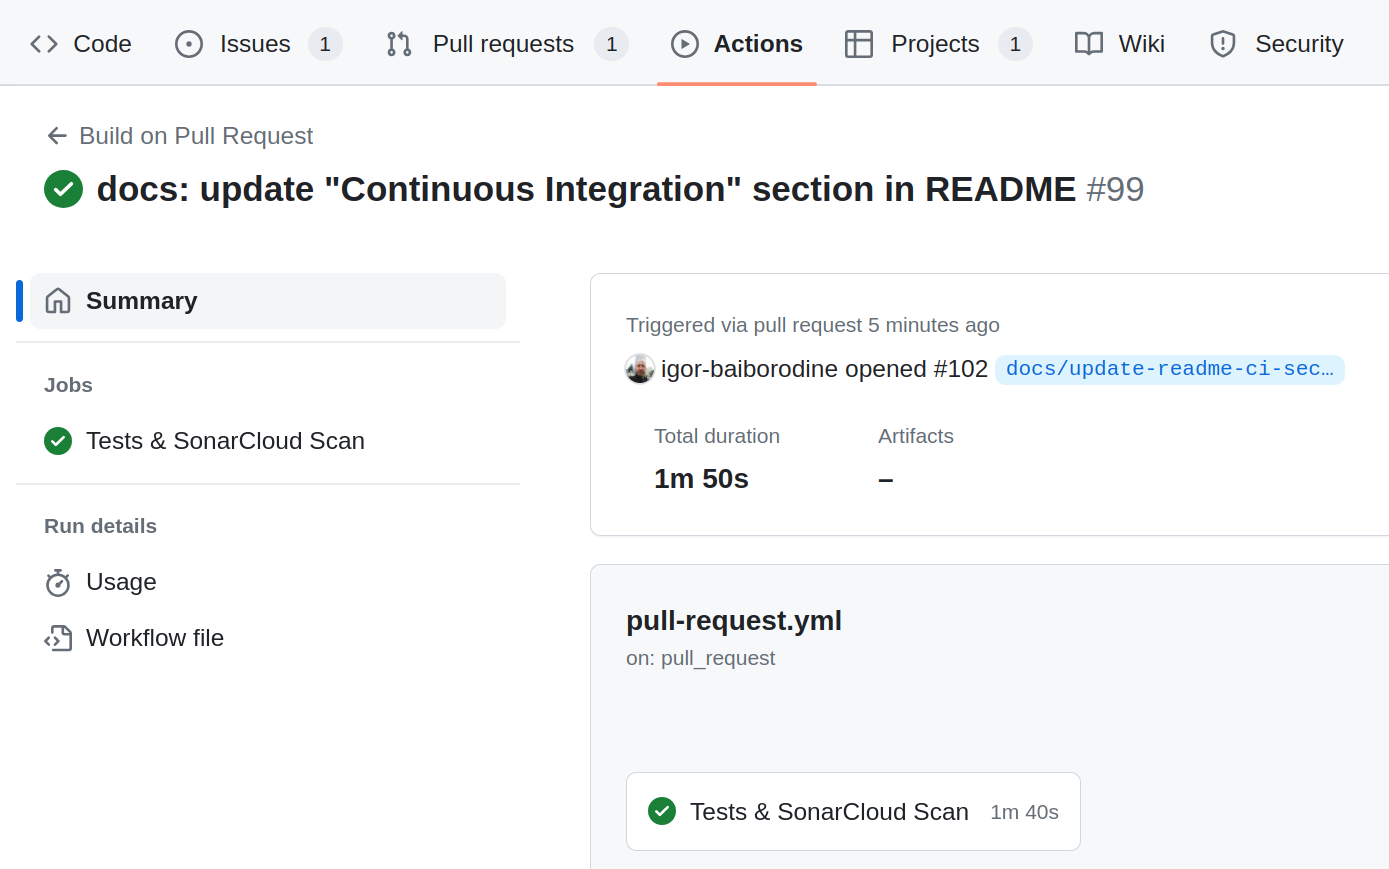 Code Issues 1 Pull requests 1 Actions Projects 1 Wiki Security
Build on Pull Request
docs: update "Continuous Integration" section in README #99
Summary
Jobs
Tests & SonarCloud Scan
Run details
Usage
Workflow file
Triggered via pull request 5 minutes ago
igor-baiborodine opened #102 docs/update-readme-ci-sec…
Total duration Artifacts
1m 50s –
pull-request.yml
on: pull_request
Tests & SonarCloud Scan 1m 40s